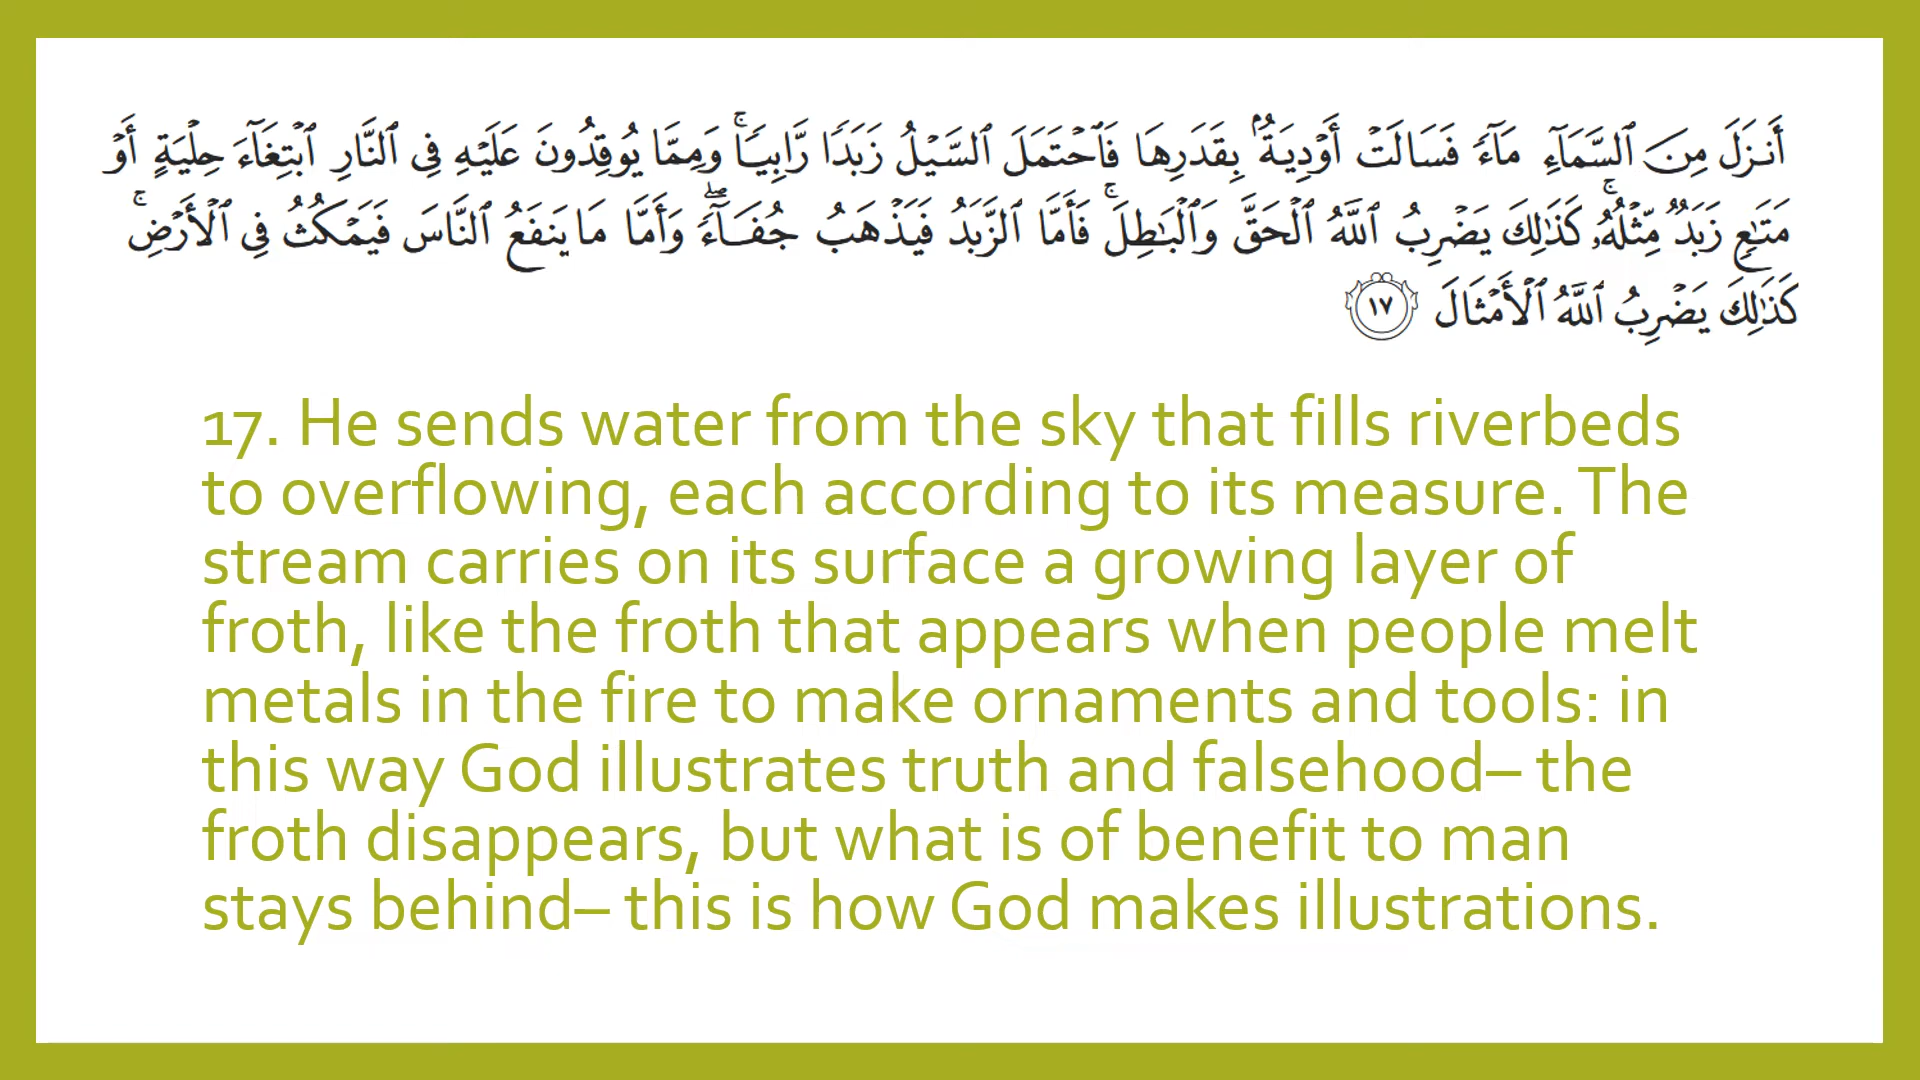 أَنزَلَ مِنَ ٱلسَّمَآءِ مَآءً فَسَالَتْ أَوْدِيَةٌۢ بِقَدَرِهَا فَٱحْتَمَلَ ٱلسَّيْلُ زَبَدًا رَّابِيًا ۚ وَمِمَّا يُوقِدُونَ عَلَيْهِ فِى ٱلنَّارِ ٱبْتِغَآءَ حِلْيَةٍ أَوْ
مَتَـٰعٍ زَبَدٌ مِّثْلُهُۥ ۚ كَذَٰلِكَ يَضْرِبُ ٱللَّهُ ٱلْحَقَّ وَٱلْبَـٰطِلَ ۚ فَأَمَّا ٱلزَّبَدُ فَيَذْهَبُ جُفَآءً ۖ وَأَمَّا مَا يَنفَعُ ٱلنَّاسَ فَيَمْكُثُ فِى ٱلْأَرْضِ ۚ
كَذَٰلِكَ يَضْرِبُ ٱللَّهُ ٱلْأَمْثَالَ ١٧
17. He sends water from the sky that fills riverbeds
to overflowing, each according to its measure. The
stream carries on its surface a growing layer of
froth, like the froth that appears when people melt
metals in the fire to make ornaments and tools: in
this way God illustrates truth and falsehood– the
froth disappears, but what is of benefit to man
stays behind– this is how God makes illustrations.